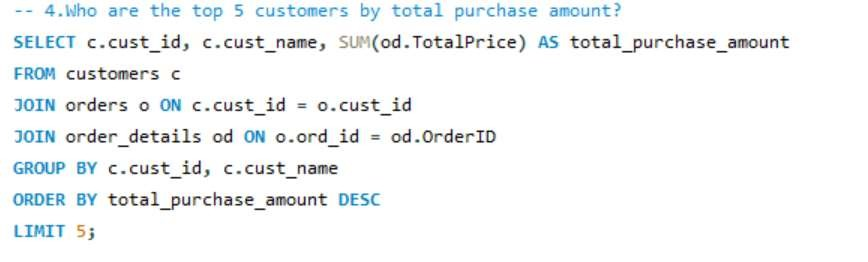 -- 4.Who are the top 5 customers by total purchase amount?
SELECT c.cust_id, c.cust_name, SUM(od.TotalPrice) AS total_purchase_amount
FROM customers c
JOIN orders o ON c.cust_id = o.cust_id
JOIN order_details od ON o.ord_id = od.OrderID
GROUP BY c.cust_id, c.cust_name
ORDER BY total_purchase_amount DESC
LIMIT 5;